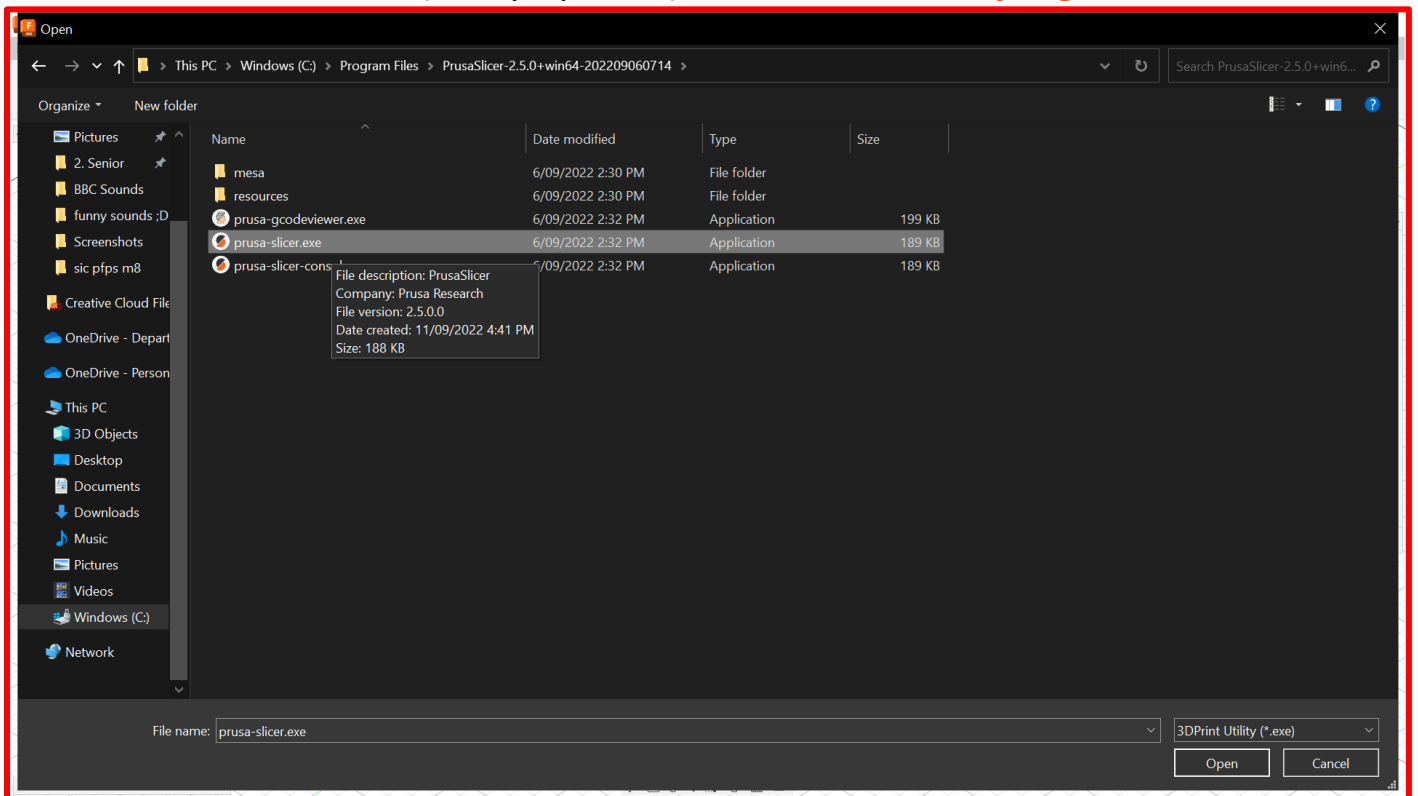 Open
This PC > Windows (C:) > Program Files > PrusaSlicer-2.5.0+win64-202209060714 >
Search PrusaSlicer-2.5.0+win6...
Organize
New folder
Name
Date modified
Type
Size
Pictures
2. Senior
BBC Sounds
funny sounds ;D
Screenshots
sic pfps m8
Creative Cloud File
OneDrive - Depart
OneDrive - Person
This PC
3D Objects
Desktop
Documents
Downloads
Music
Pictures
Videos
Windows (C:)
Network
mesa 6/09/2022 2:30 PM File folder
resources 6/09/2022 2:30 PM File folder
prusa-gcodeviewer.exe 6/09/2022 2:32 PM Application 199 KB
prusa-slicer.exe 6/09/2022 2:32 PM Application 189 KB
prusa-slicer-cons 6/09/2022 2:32 PM Application 189 KB
File description: PrusaSlicer
Company: Prusa Research
File version: 2.5.0.0
Date created: 11/09/2022 4:41 PM
Size: 188 KB
File name: prusa-slicer.exe
3DPrint Utility (*.exe)
Open
Cancel